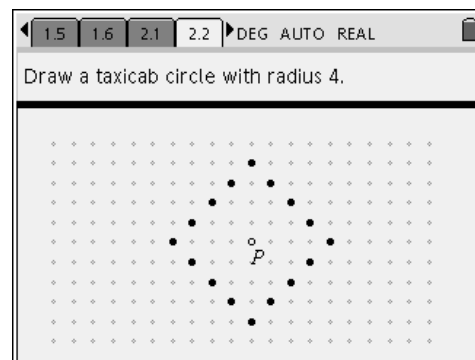 1.5 1.6 2.1 2.2 DEG AUTO REAL
Draw a taxicab circle with radius 4.
P